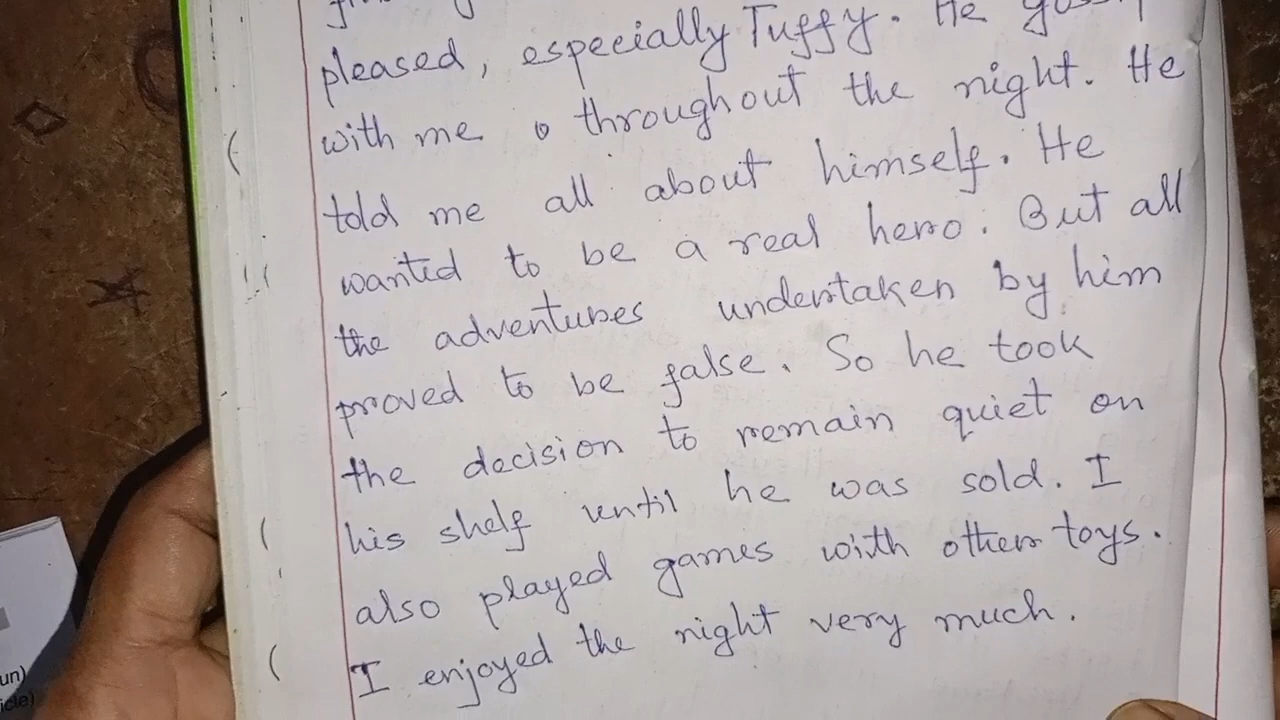 pleased, especially Tuffy. He
with me throughout the night. He
told me all about himself. He
wanted to be a real hero. But all
the adventures undertaken by him
proved to be false. So he took
the decision to remain quiet on
his shelf until he was sold. I
also played games with other toys.
I enjoyed the night very much.
un)
icle)